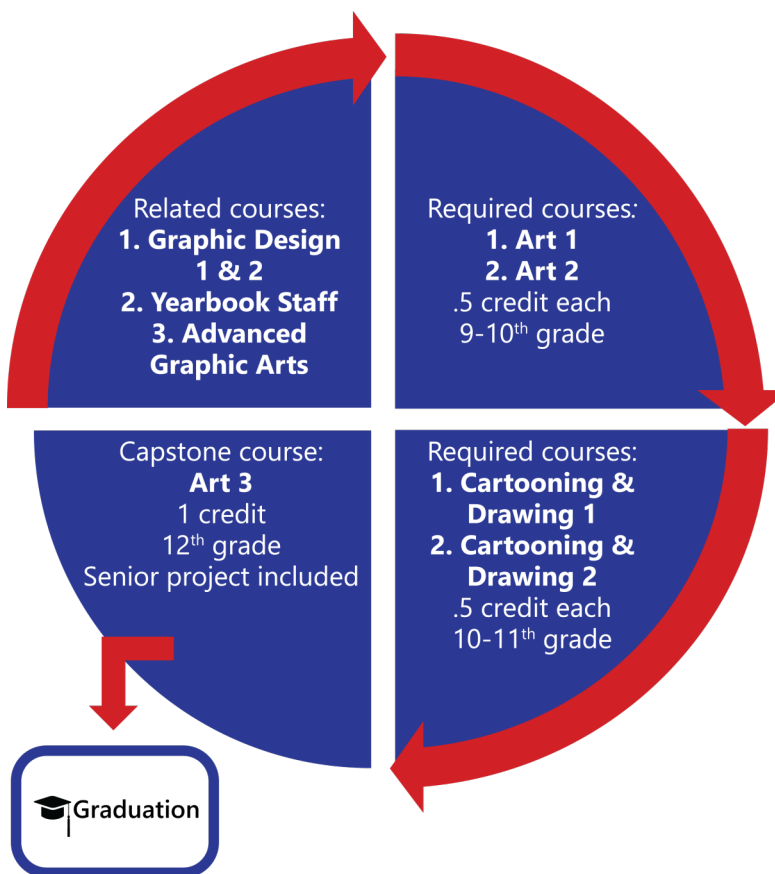 Related courses:
1. Graphic Design
1 & 2
2. Yearbook Staff
3. Advanced
Graphic Arts
Required courses:
1. Art 1
2. Art 2
.5 credit each
9-10th grade
Capstone course:
Art 3
1 credit
12th grade
Senior project included
Required courses:
1. Cartooning &
Drawing 1
2. Cartooning &
Drawing 2
.5 credit each
10-11th grade
Graduation